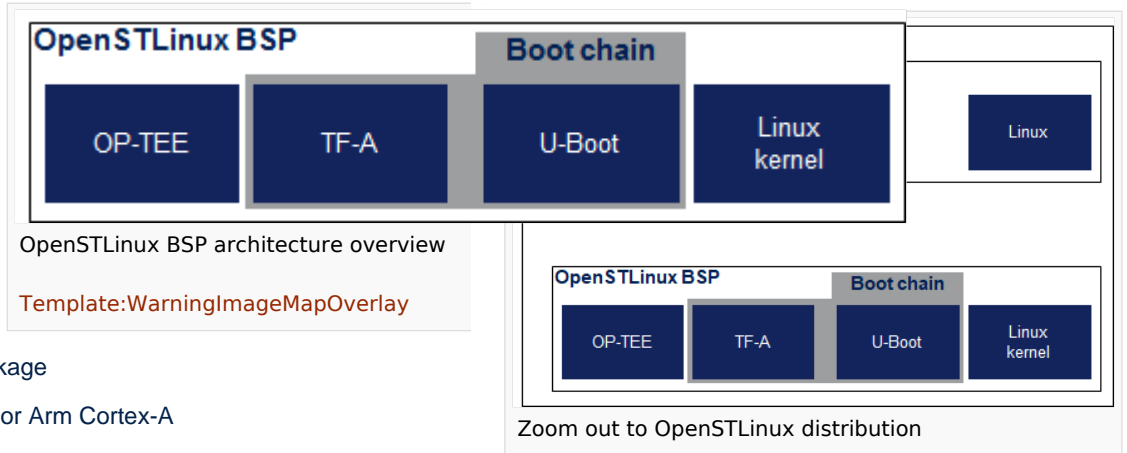 OpenSTLinux BSP
Boot chain
OP-TEE
TF-A
U-Boot
Linux
kernel
OpenSTLinux BSP architecture overview
Template:WarningImageMapOverlay
kage
or Arm Cortex-A
Linux
OpenSTLinux BSP
Boot chain
OP-TEE
TF-A
U-Boot
Linux
kernel
Zoom out to OpenSTLinux distribution